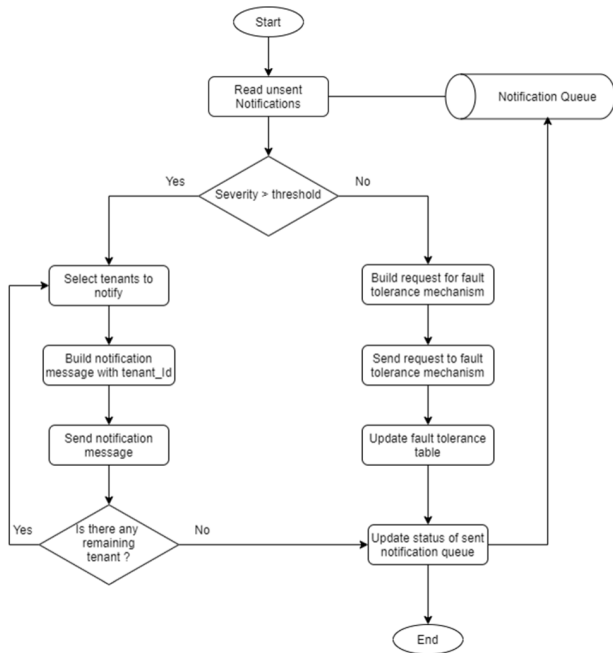 Start
Read unsent
Notifications
Notification Queue
Yes
No
Severity > threshold
Select tenants to
notify
Build request for fault
tolerance mechanism
Build notification
message with tenant_Id
Send request to fault
tolerance mechanism
Send notification
message
Update fault tolerance
table
Yes
Is there any
remaining
tenant ?
No
Update status of sent
notification queue
End